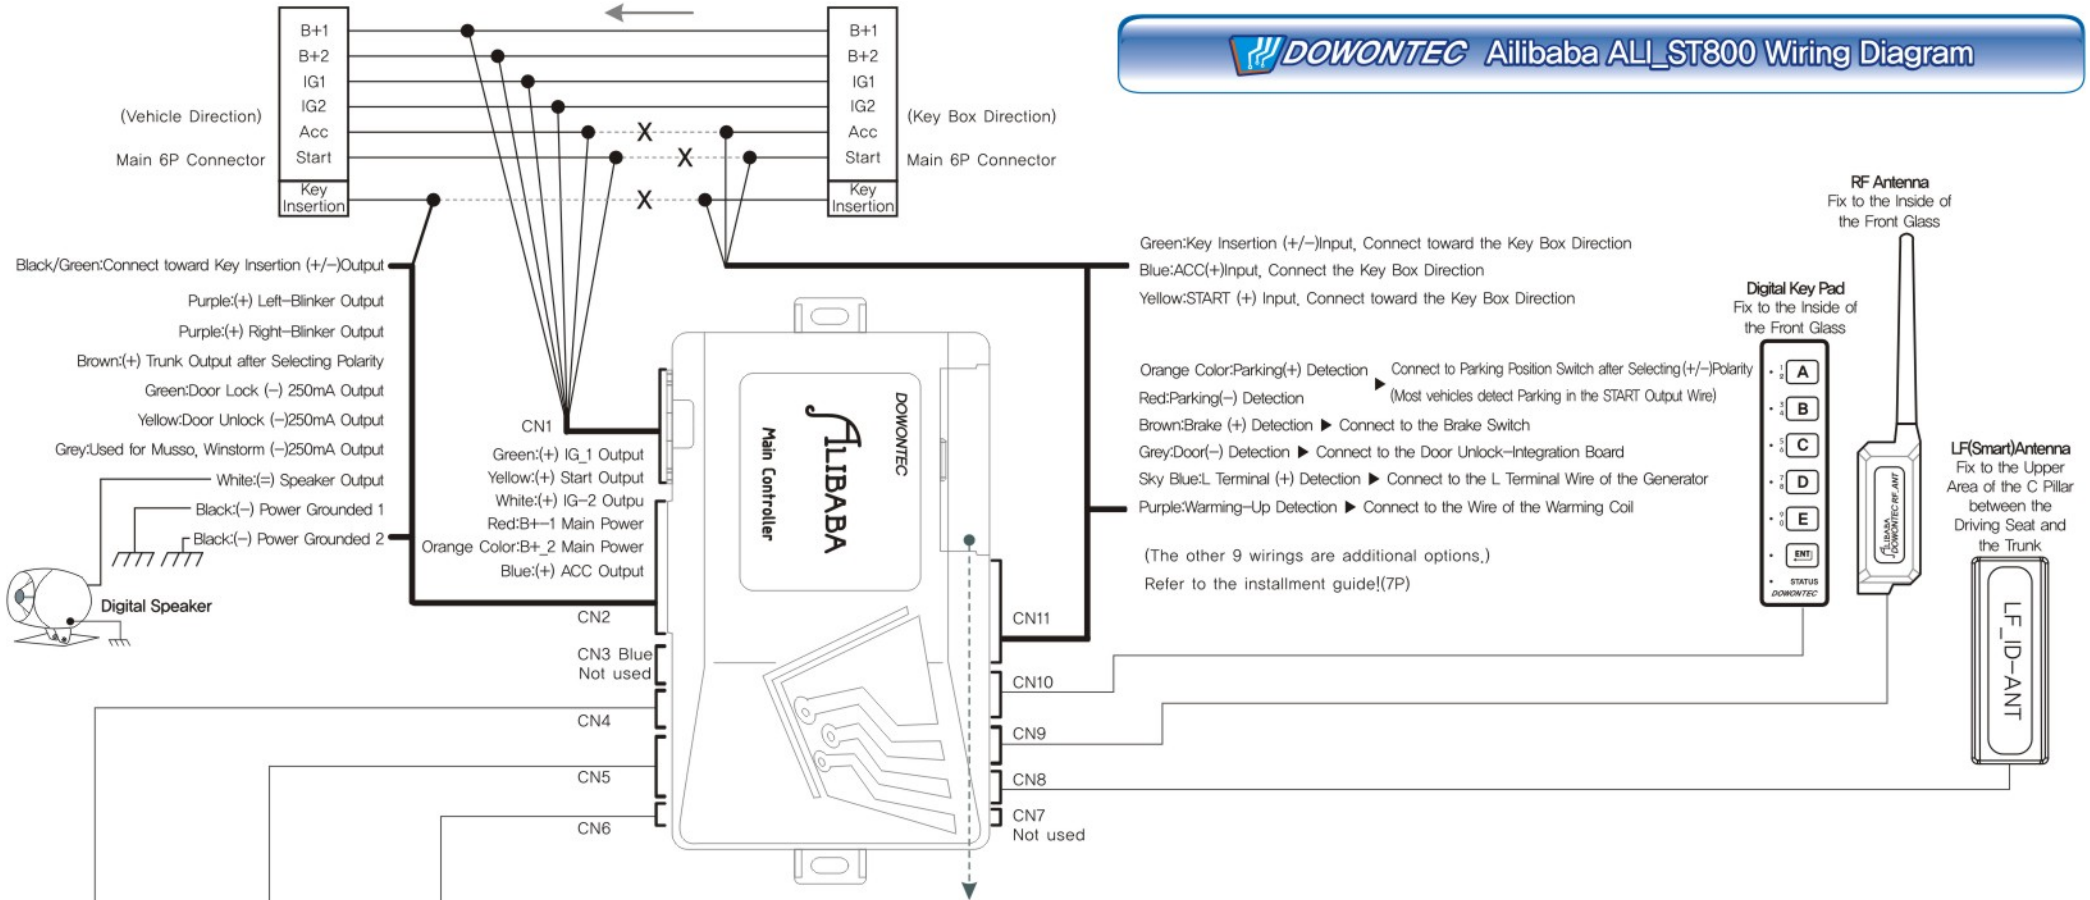 DOWONTEC Ailibaba ALI_ST800 Wiring Diagram
B+1
B+2
IG1
IG2
Acc
Start
Key
Insertion
(Vehicle Direction)
Main 6P Connector
B+1
B+2
IG1
IG2
Acc
Start
Key
Insertion
(Key Box Direction)
Main 6P Connector
X
X
X
Black/Green:Connect toward Key Insertion (+/-)Output
Purple:(+) Left-Blinker Output
Purple:(+) Right-Blinker Output
Brown:(+) Trunk Output after Selecting Polarity
Green:Door Lock (-) 250mA Output
Yellow:Door Unlock (-)250mA Output
Grey:Used for Musso, Winstorm (-)250mA Output
White:(=) Speaker Output
Black:(-) Power Grounded 1
Black:(-) Power Grounded 2
Digital Speaker
CN1
Green:(+) IG_1 Output
Yellow:(+) Start Output
White:(+) IG-2 Outpu
Red:B+-1 Main Power
Orange Color:B+_2 Main Power
Blue:(+) ACC Output
CN2
CN3 Blue
Not used
CN4
CN5
CN6
DOWONTEC
ALIBABA
Main Controller
Green:Key Insertion (+/-)Input, Connect toward the Key Box Direction
Blue:ACC(+)Input, Connect the Key Box Direction
Yellow:START (+) Input, Connect toward the Key Box Direction
Orange Color:Parking(+) Detection
Red:Parking(-) Detection
▶ Connect to Parking Position Switch after Selecting(+/-)Polarity
(Most vehicles detect Parking in the START Output Wire)
Brown:Brake (+) Detection ▶ Connect to the Brake Switch
Grey:Door(-) Detection ▶ Connect to the Door Unlock-Integration Board
Sky Blue:L Terminal (+) Detection ▶ Connect to the L Terminal Wire of the Generator
Purple:Warming-Up Detection ▶ Connect to the Wire of the Warming Coil
(The other 9 wirings are additional options.)
Refer to the installment guide!(7P)
CN11
CN10
CN9
CN8
CN7
Not used
Digital Key Pad
Fix to the Inside of
the Front Glass
1 2 A
3 4 B
5 6 C
7 8 D
9 0 E
ENT
STATUS
DOWONTEC
RF Antenna
Fix to the Inside of
the Front Glass
ALIBABA
DOWONTEC RF_ANT
LF(Smart)Antenna
Fix to the Upper
Area of the C Pillar
between the
Driving Seat and
the Trunk
LF_ID-ANT